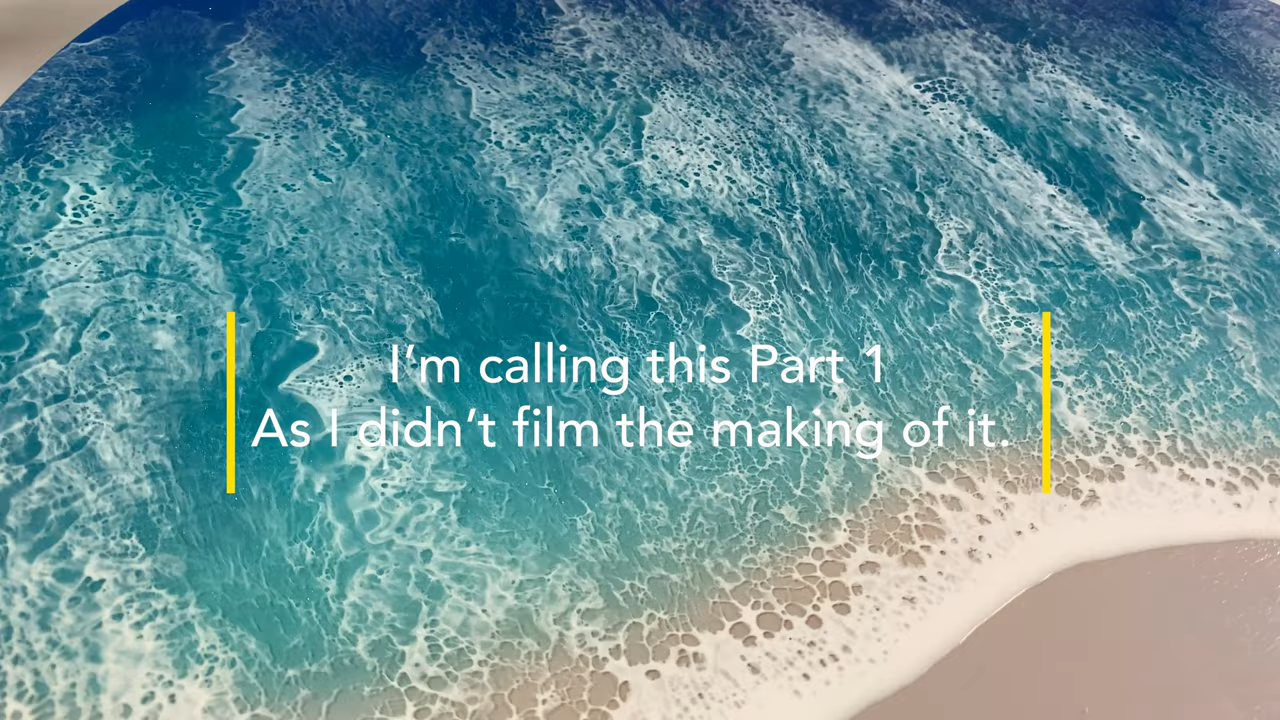 I’m calling this Part 1
As I didn’t film the making of it.